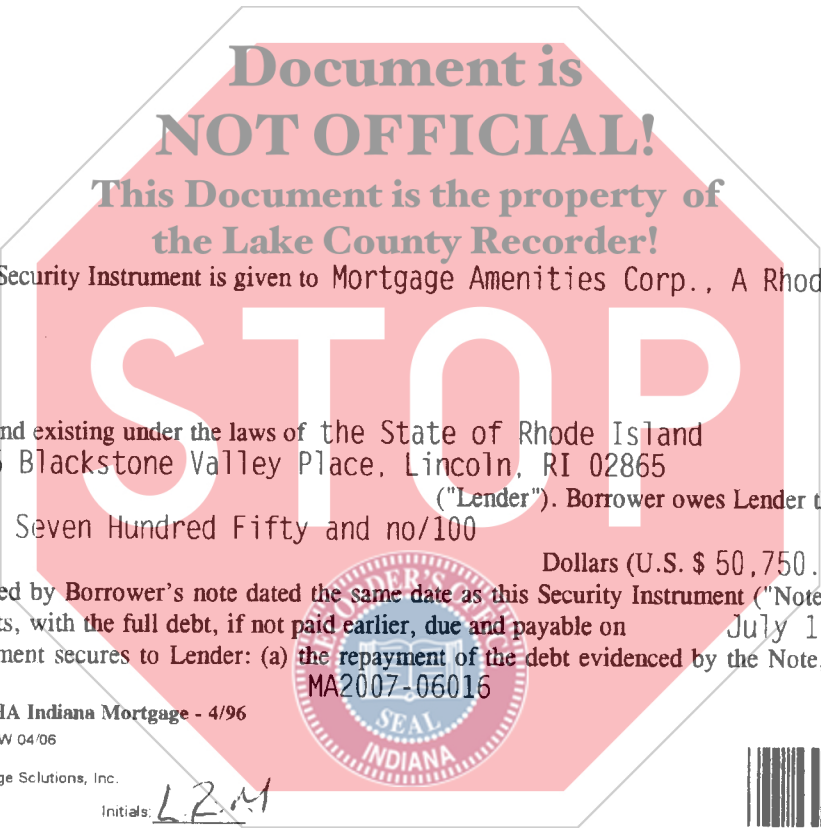 Document is
NOT OFFICIAL!
This Document is the property of
the Lake County Recorder!
Security Instrument is given to Mortgage Amenities Corp., A Rhod
STOP
nd existing under the laws of the State of Rhode Island
Blackstone Valley Place, Lincoln, RI 02865
("Lender"). Borrower owes Lender t
Seven Hundred Fifty and no/100
Dollars (U.S. $ 50,750.
ed by Borrower's note dated the same date as this Security Instrument ("Note
ts, with the full debt, if not paid earlier, due and payable on July 1
ment secures to Lender: (a) the repayment of the debt evidenced by the Note,
MA2007-06016
RECORDER'S OFFICE
SEAL
INDIANA
HA Indiana Mortgage - 4/96
W 04/06
ge Solutions, Inc.
Initials: L.R.M